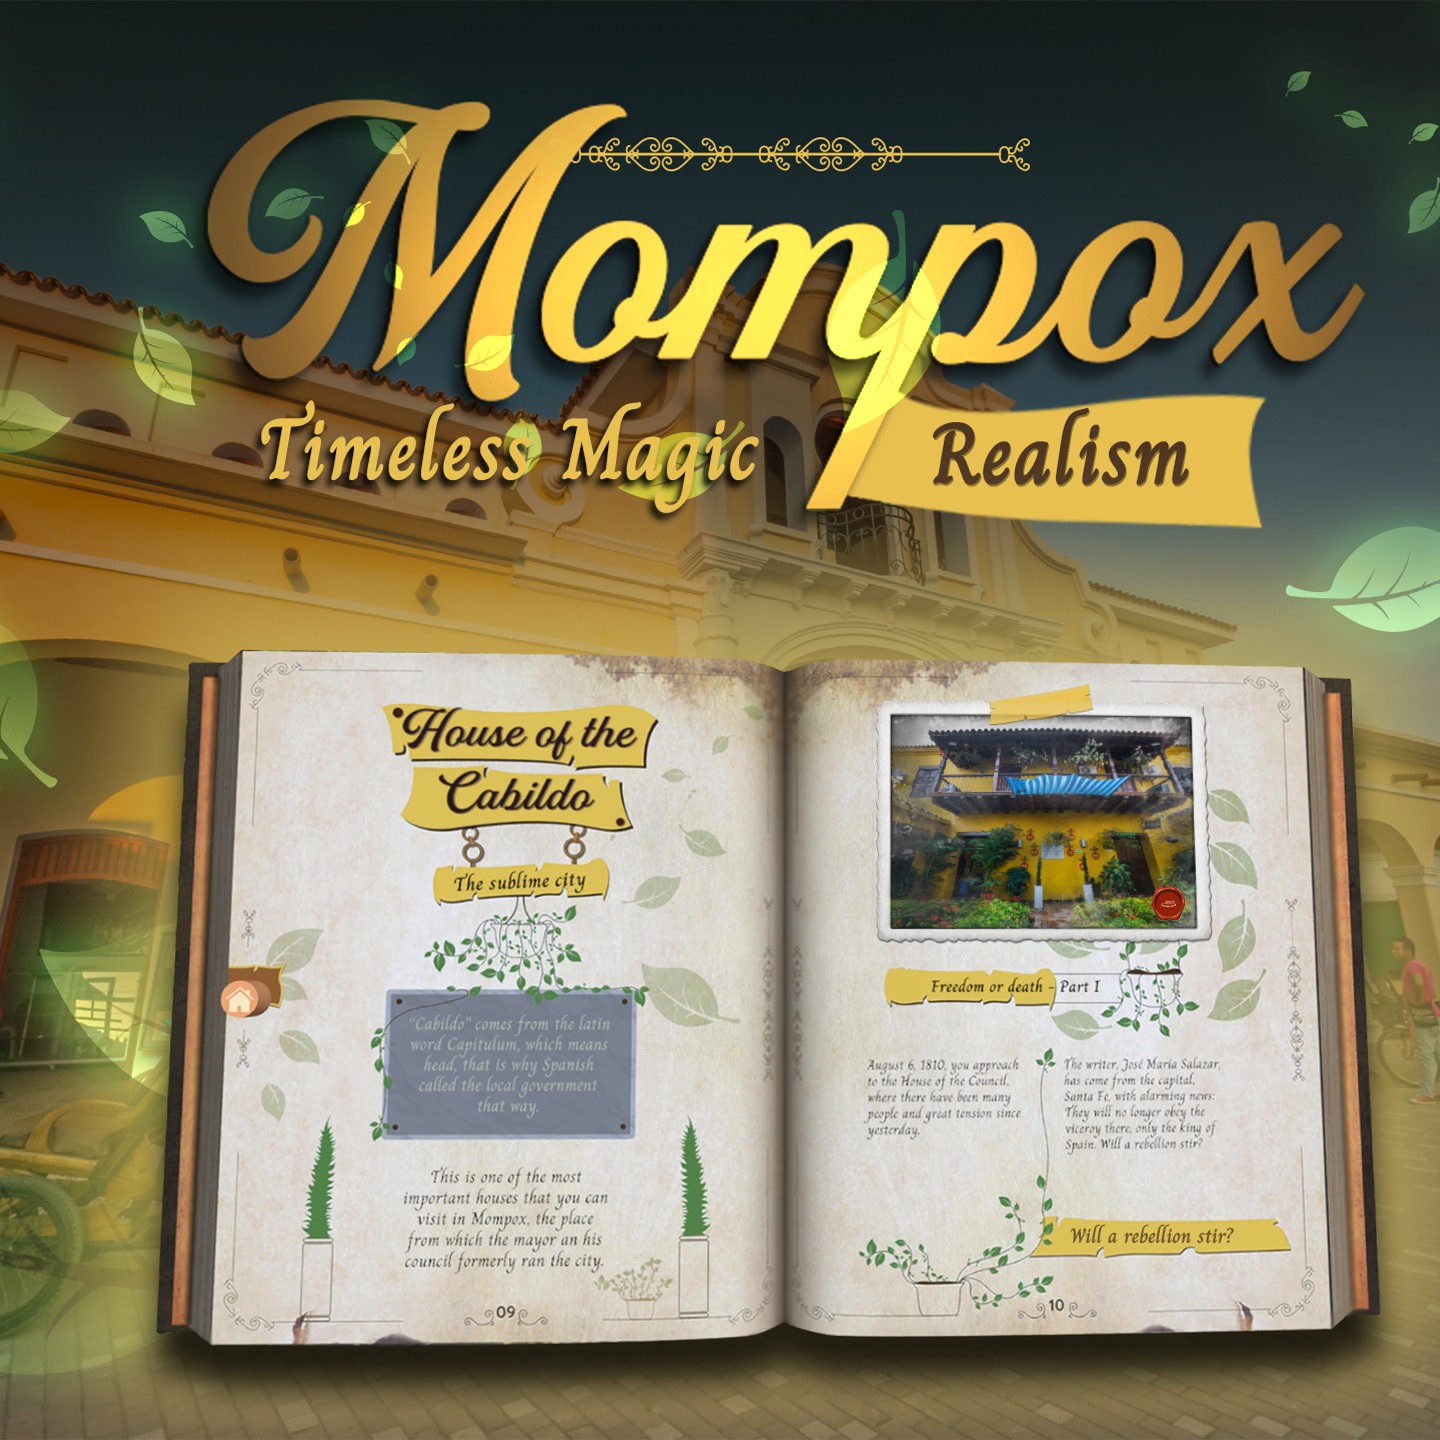 Mompox
Timeless Magic Realism
House of the
Cabildo
The sublime city
"Cabildo" comes from the latin
word Capitulum, which means
head, that is why Spanish
called the local government
that way.
This is one of the most
important houses that you can
visit in Mompox, the place
from which the mayor an his
council formerly ran the city.
09
Freedom or death - Part I
August 6, 1810, you approach
to the House of the Council,
where there have been many
people and great tension since
yesterday.
The writer, José María Salazar,
has come from the capital,
Santa Fe, with alarming news:
They will no longer obey the
viceroy there, only the king of
Spain. Will a rebellion stir?
Will a rebellion stir?
10